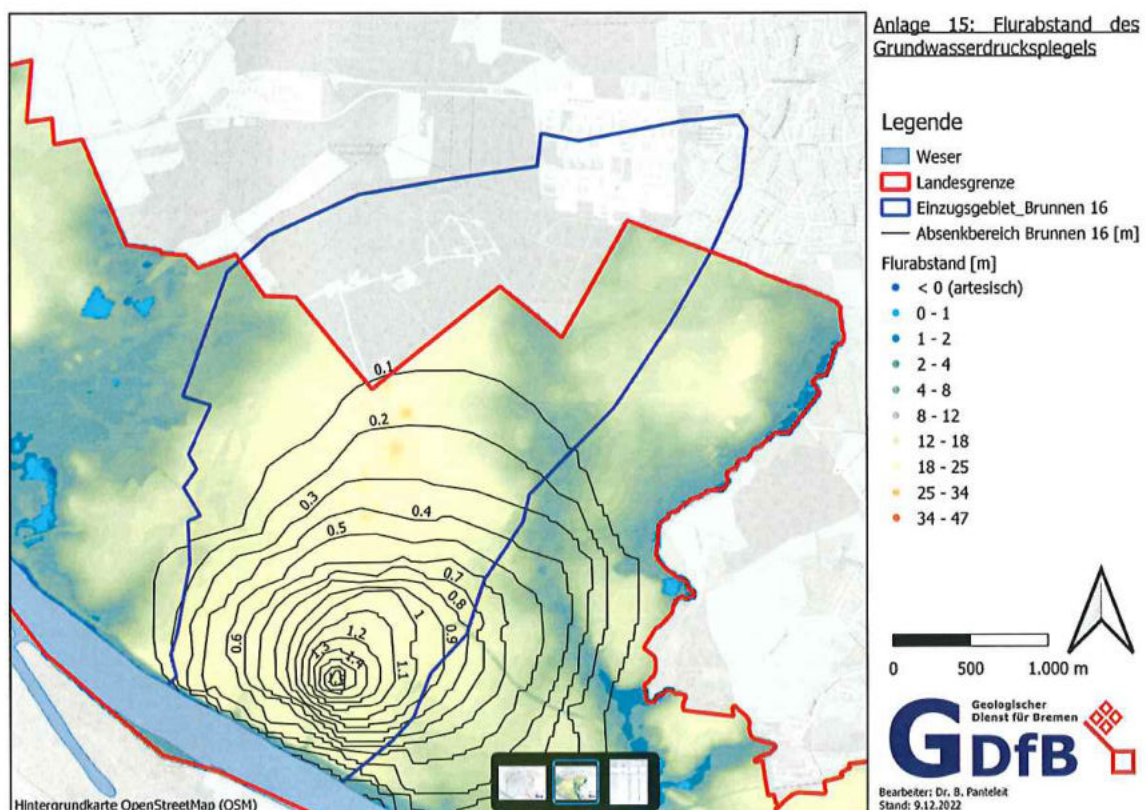 Anlage 15: Flurabstand des
Grundwasserdruckspiegels
Legende
Weser
Landesgrenze
Einzugsgebiet_Brunnen 16
Absenkbereich Brunnen 16 [m]
Flurabstand [m]
< 0 (artesisch)
0 - 1
1 - 2
2 - 4
4 - 8
8 - 12
12 - 18
18 - 25
25 - 34
34 - 47
0.1
0.2
0.3
0.4
0.5
0.7
0.8
0.6
1
1.2
0.9
1.4
1.1
0 500 1.000 m
GDfB
Geologischer
Dienst für Bremen
Bearbeiter: Dr. B. Panteleit
Stand: 9.12.2022
Hintergrundkarte OpenStreetMap (OSM)